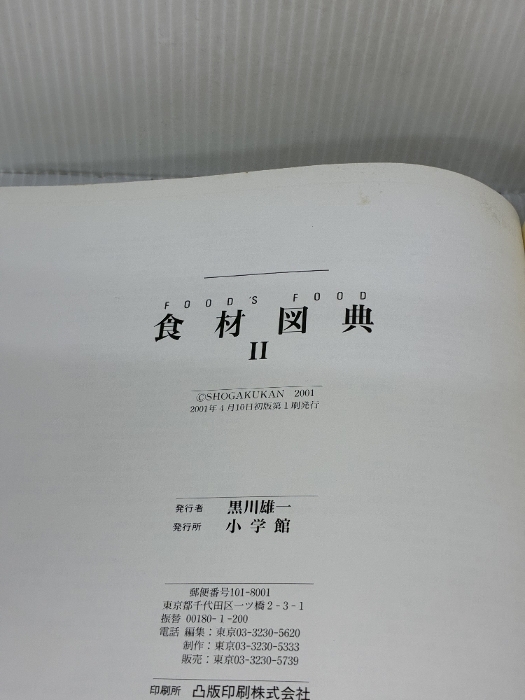 FOOD'S FOOD
食材図典
II
©SHOGAKUKAN 2001
2001年4月10日初版第1刷発行
発行者 黒川雄一
発行所 小学館
郵便番号101-8001
東京都千代田区一ツ橋2-3-1
振替 00180-1-200
電話 編集：東京03-3230-5620
制作：東京03-3230-5333
販売：東京03-3230-5739
印刷所 凸版印刷株式会社